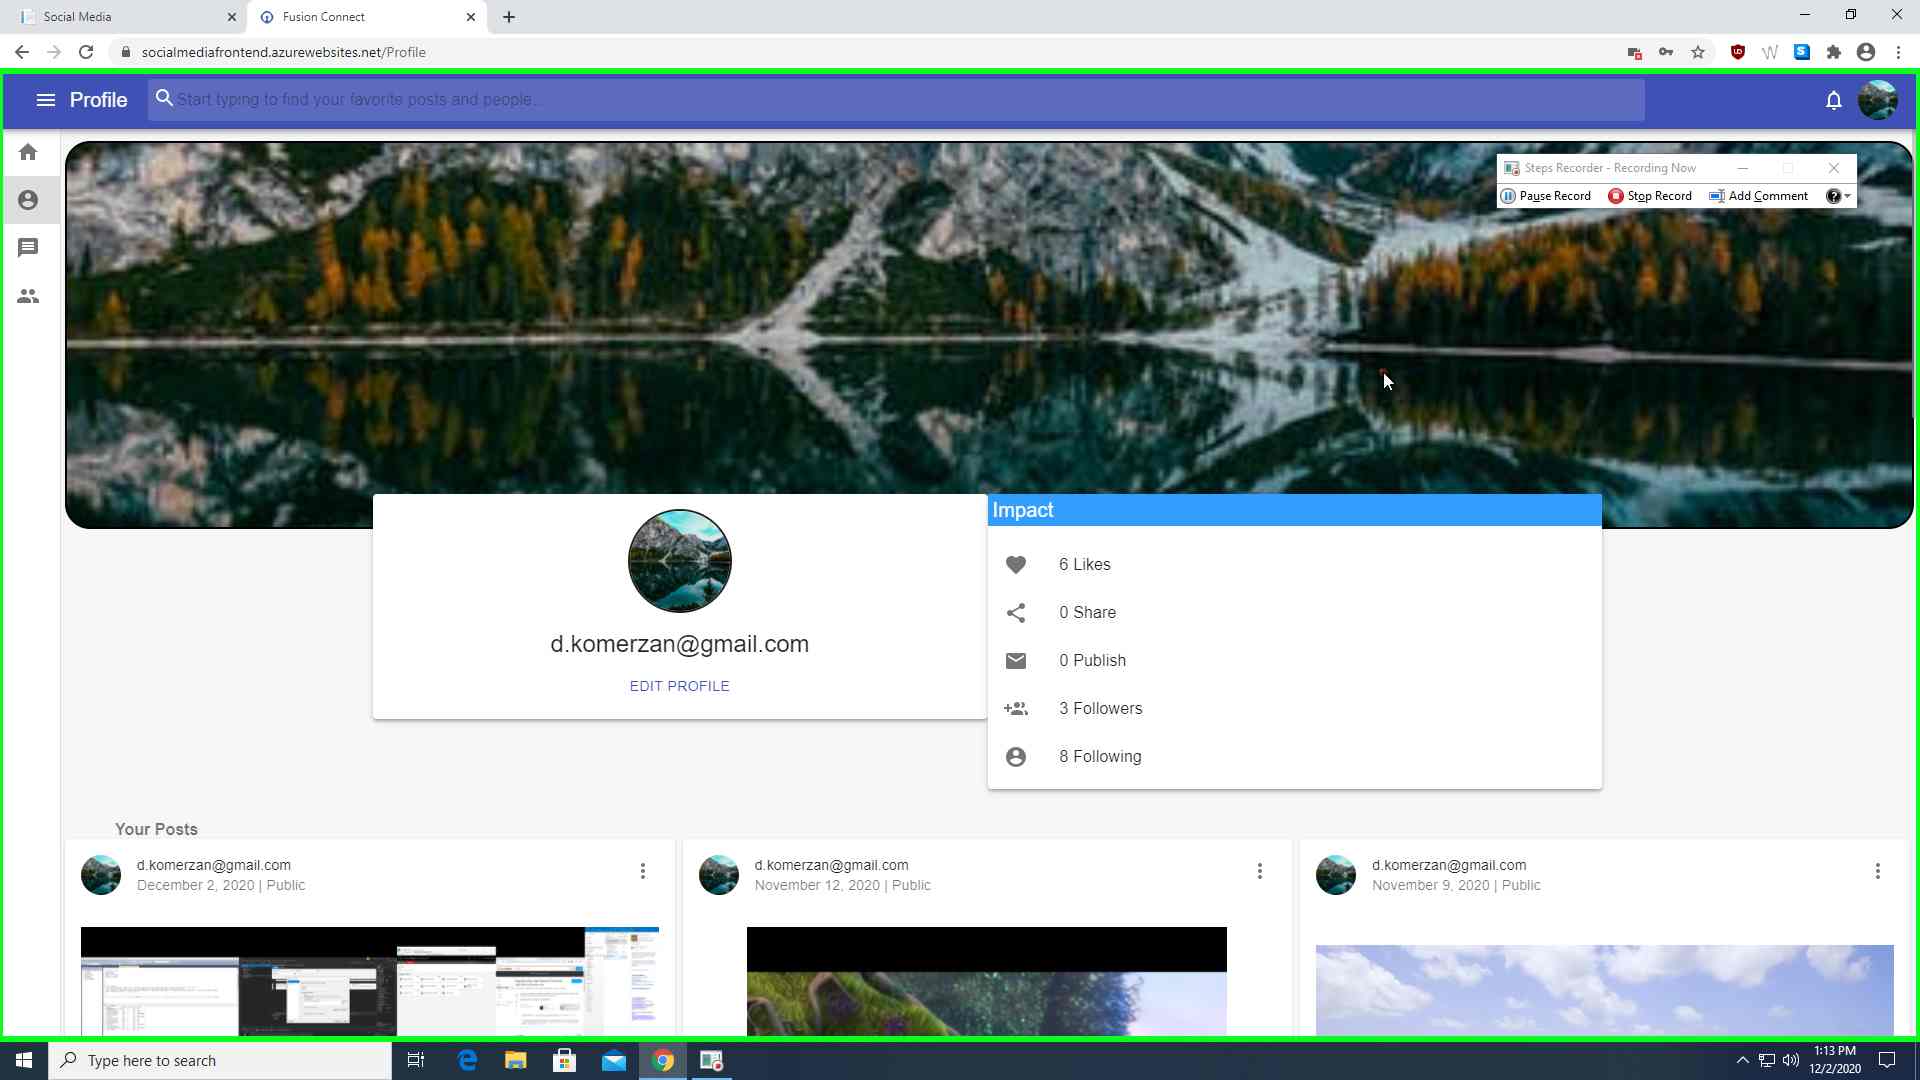 Social Media
Fusion Connect
socialmediafrontend.azurewebsites.net/Profile
Profile
Start typing to find your favorite posts and people...
Steps Recorder - Recording Now
Pause Record
Stop Record
Add Comment
Impact
6 Likes
0 Share
0 Publish
3 Followers
8 Following
d.komerzan@gmail.com
EDIT PROFILE
Your Posts
d.komerzan@gmail.com
December 2, 2020 | Public
d.komerzan@gmail.com
November 12, 2020 | Public
d.komerzan@gmail.com
November 9, 2020 | Public
Type here to search
1:13 PM
12/2/2020